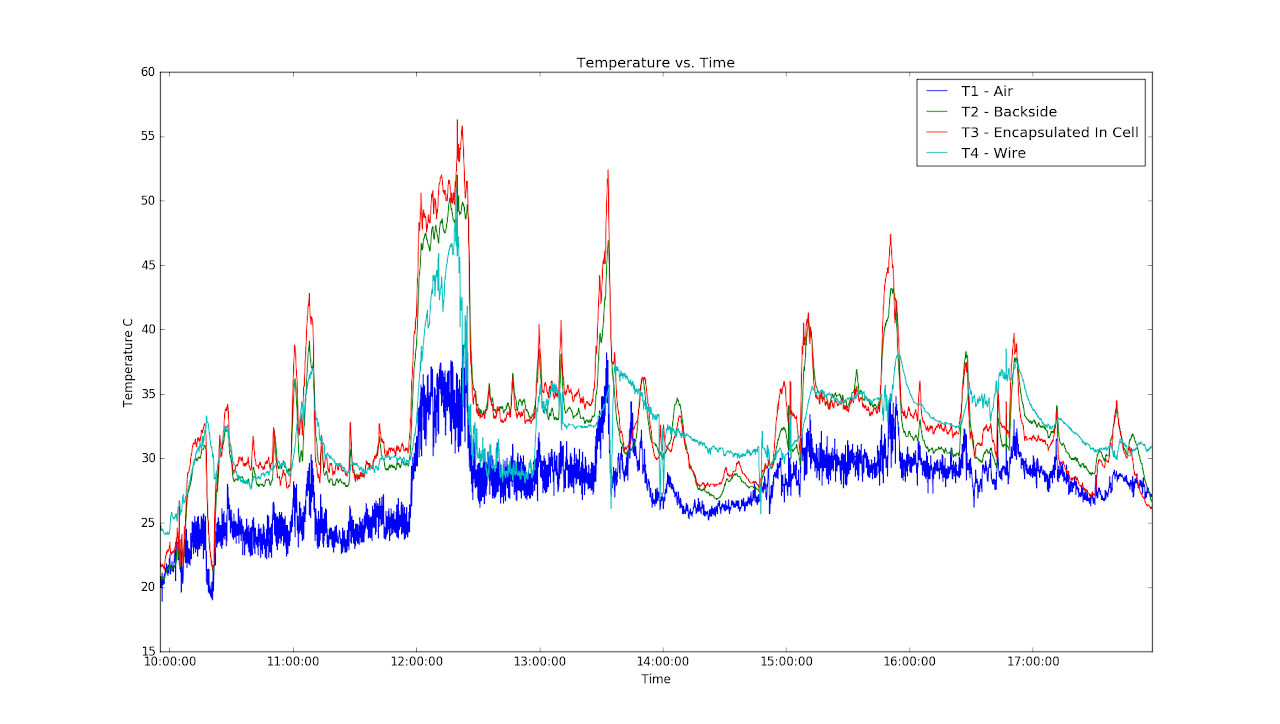 Temperature vs. Time
T1 - Air
T2 - Backside
T3 - Encapsulated In Cell
T4 - Wire
60
55
50
45
40
35
30
25
20
15
Temperature C
10:00:00 11:00:00 12:00:00 13:00:00 14:00:00 15:00:00 16:00:00 17:00:00
Time